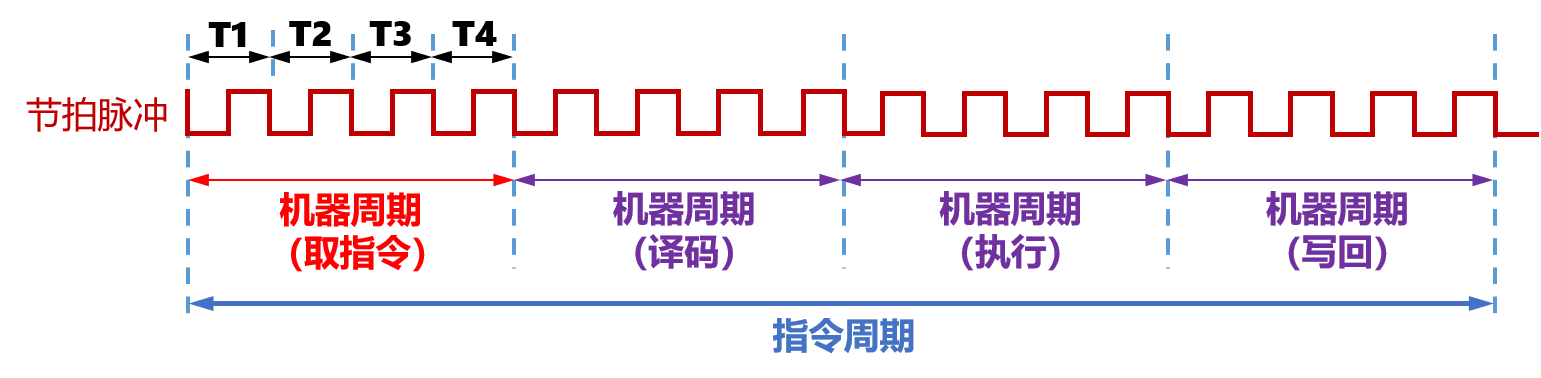 T1 T2 T3 T4
节拍脉冲
机器周期 机器周期 机器周期 机器周期
（取指令） （译码） （执行） （写回）
指令周期